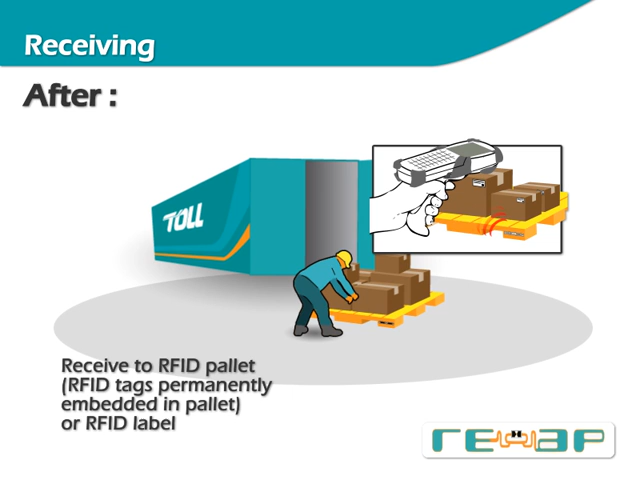 Receiving
After :
TOLL
Receive to RFID pallet
(RFID tags permanently
embedded in pallet)
or RFID label